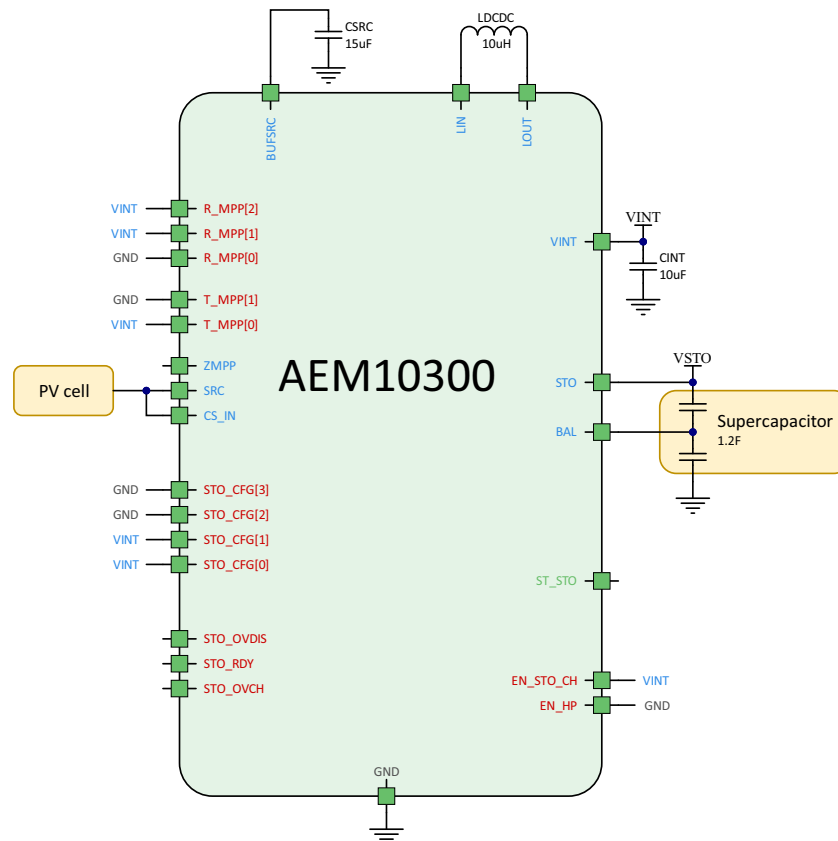 CSRC
15uF
LDCDC
10uH
BUFSRC
LIN
LOUT
VINT R_MPP[2]
VINT R_MPP[1]
GND R_MPP[0]
GND T_MPP[1]
VINT T_MPP[0]
ZMPP
PV cell SRC
CS_IN
AEM10300
VINT
VINT
CINT
10uF
VSTO
STO
BAL
Supercapacitor
1.2F
GND STO_CFG[3]
GND STO_CFG[2]
VINT STO_CFG[1]
VINT STO_CFG[0]
ST_STO
STO_OVDIS
STO_RDY
STO_OVCH
EN_STO_CH VINT
EN_HP GND
GND